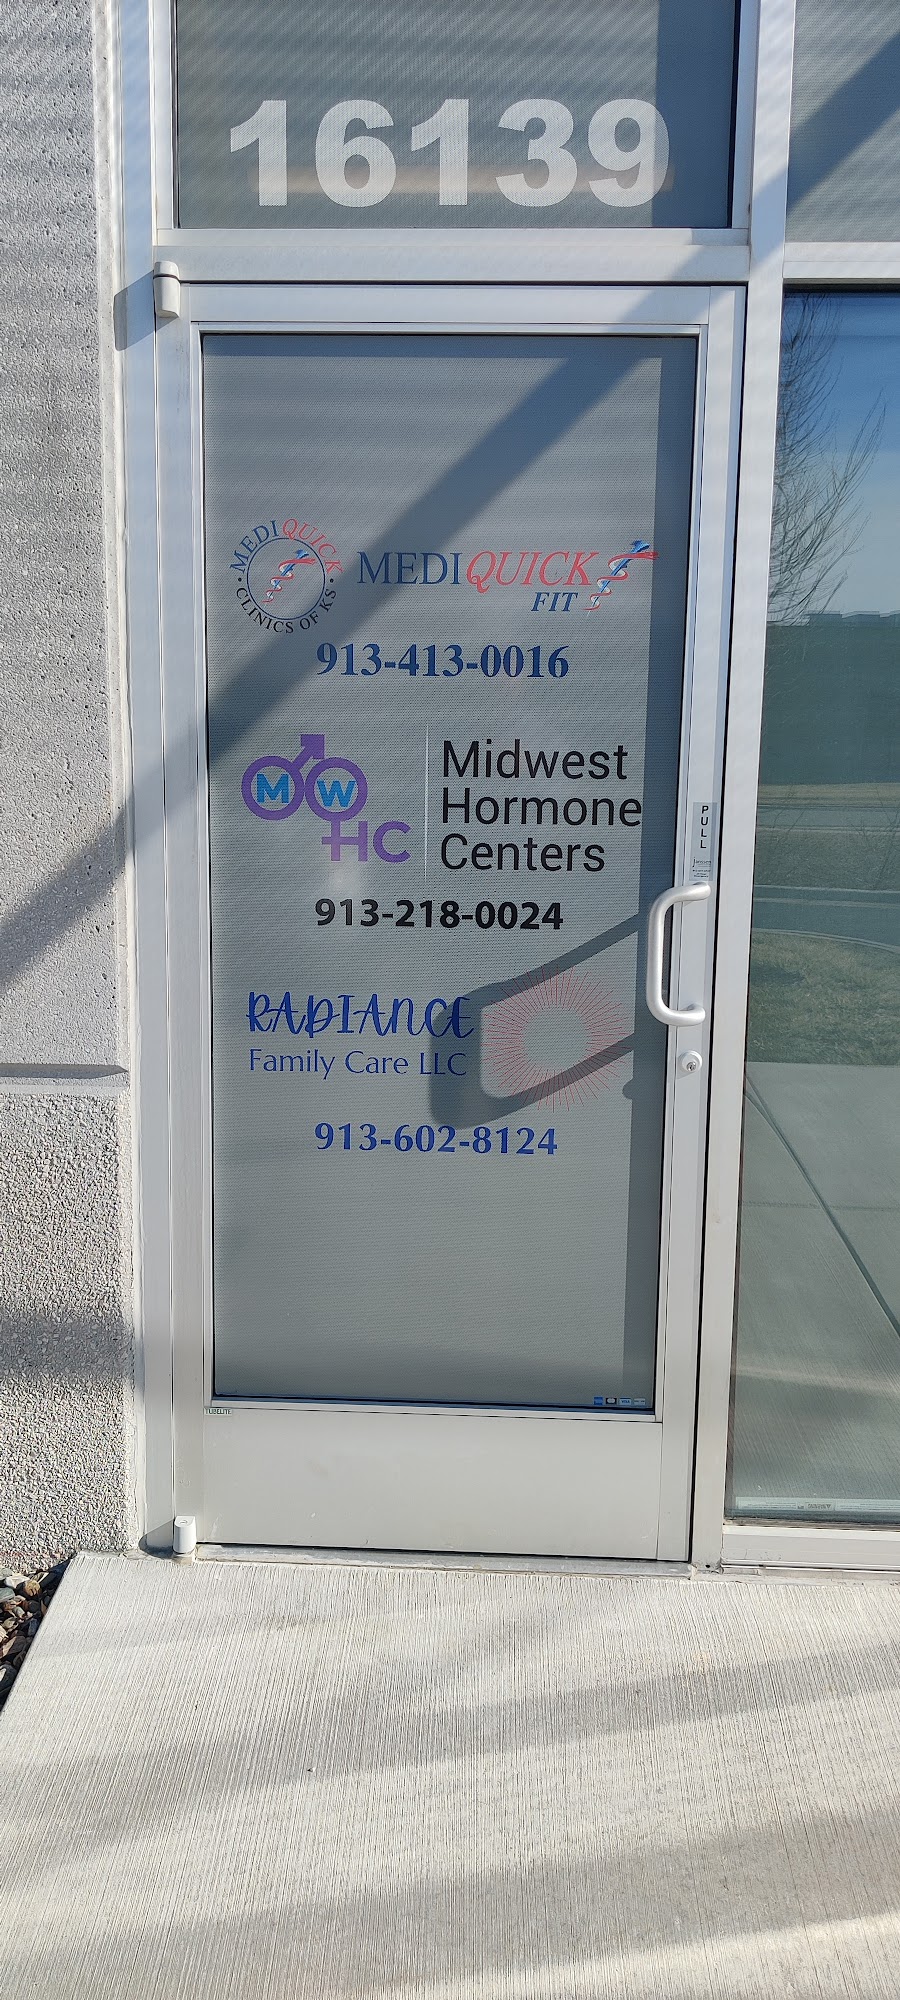 16139
MEDIQUICK
• CLINICS OF KS •
MEDIQUICK
FIT
913-413-0016
MW
HC
Midwest
Hormone
Centers
913-218-0024
PULL
RADIANCE
Family Care LLC
913-602-8124
TUBELITE